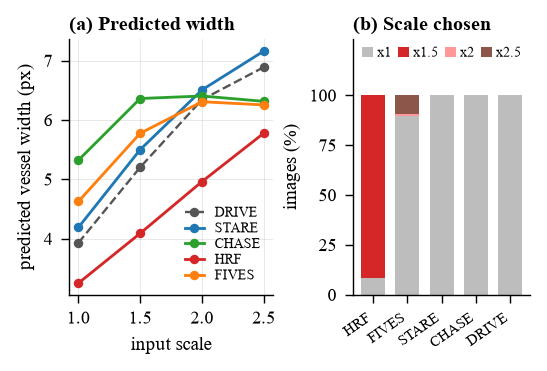 (a) Predicted width
predicted vessel width (px)
7
6
5
4
1.0 1.5 2.0 2.5
input scale
DRIVE
STARE
CHASE
HRF
FIVES
(b) Scale chosen
x1 x1.5 x2 x2.5
images (%)
100
75
50
25
0
HRF FIVES STARE CHASE DRIVE